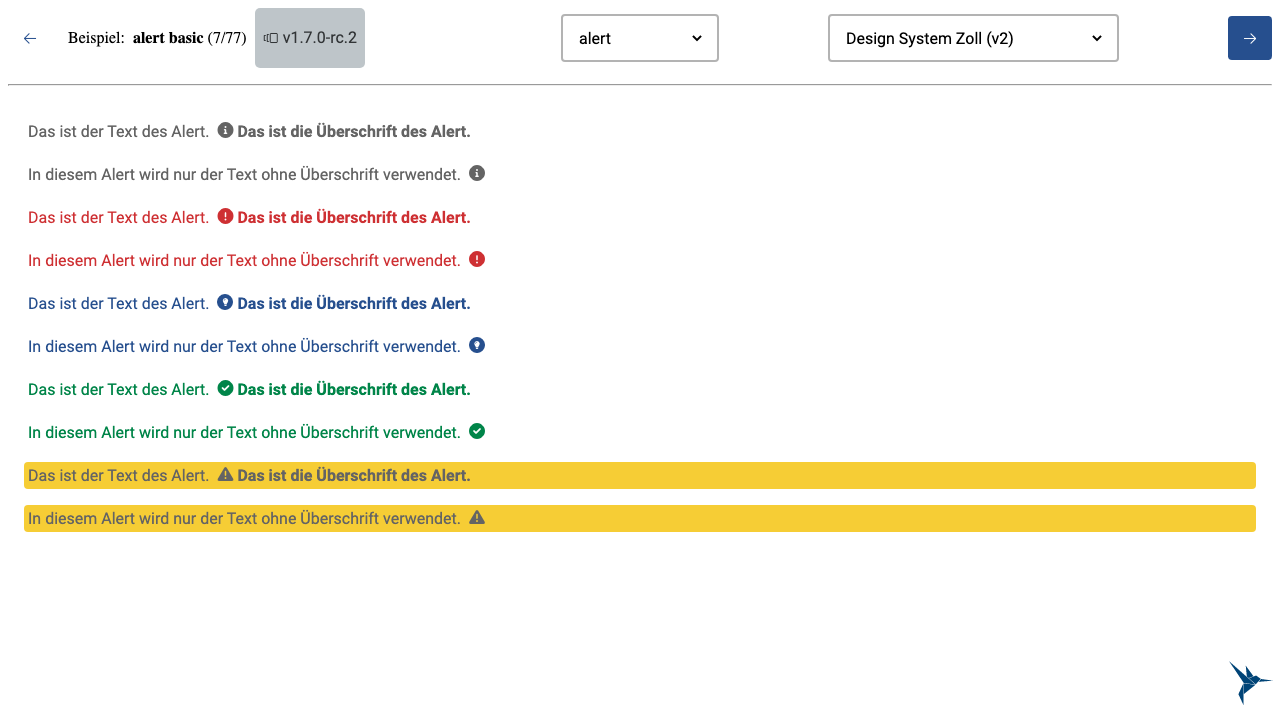 Beispiel: alert basic (7/77) v1.7.0-rc.2 alert Design System Zoll (v2)
Das ist der Text des Alert. Das ist die Überschrift des Alert.
In diesem Alert wird nur der Text ohne Überschrift verwendet.
Das ist der Text des Alert. Das ist die Überschrift des Alert.
In diesem Alert wird nur der Text ohne Überschrift verwendet.
Das ist der Text des Alert. Das ist die Überschrift des Alert.
In diesem Alert wird nur der Text ohne Überschrift verwendet.
Das ist der Text des Alert. Das ist die Überschrift des Alert.
In diesem Alert wird nur der Text ohne Überschrift verwendet.
Das ist der Text des Alert. Das ist die Überschrift des Alert.
In diesem Alert wird nur der Text ohne Überschrift verwendet.